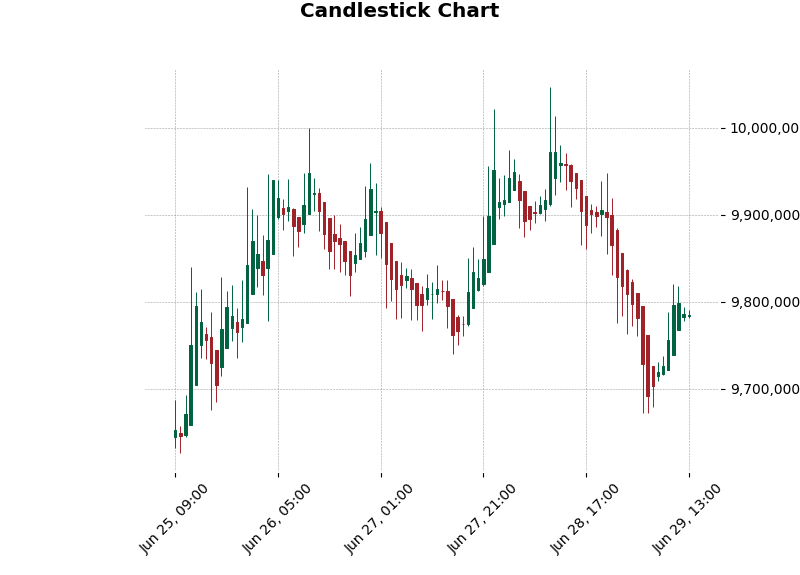 Candlestick Chart
10,000,00
9,900,000
9,800,000
9,700,000
Jun 25, 09:00
Jun 26, 05:00
Jun 27, 01:00
Jun 27, 21:00
Jun 28, 17:00
Jun 29, 13:00